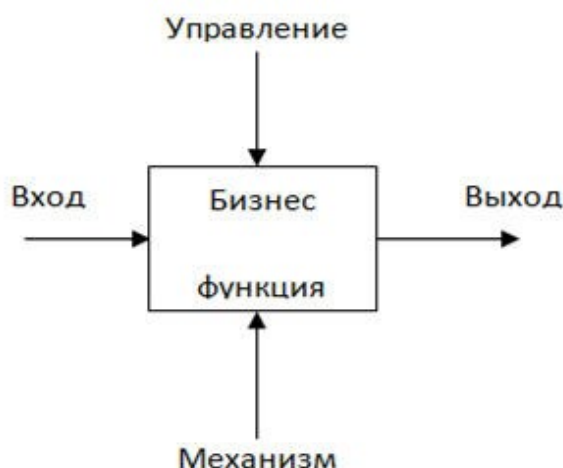 Управление
Вход
Бизнес
Выход
функция
Механизм